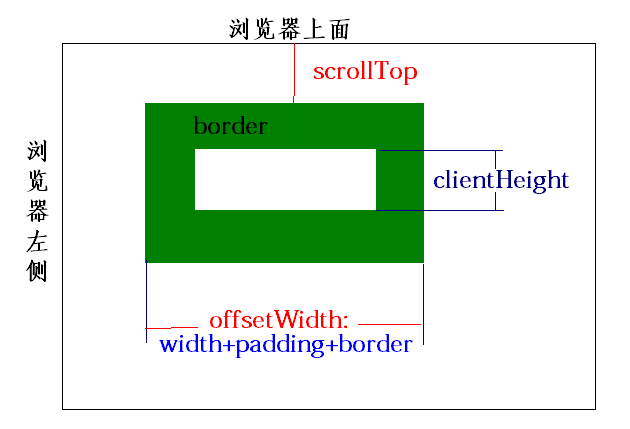 浏览器上面
scrollTop
border
浏览器左侧
clientHeight
offsetWidth:
width+padding+border